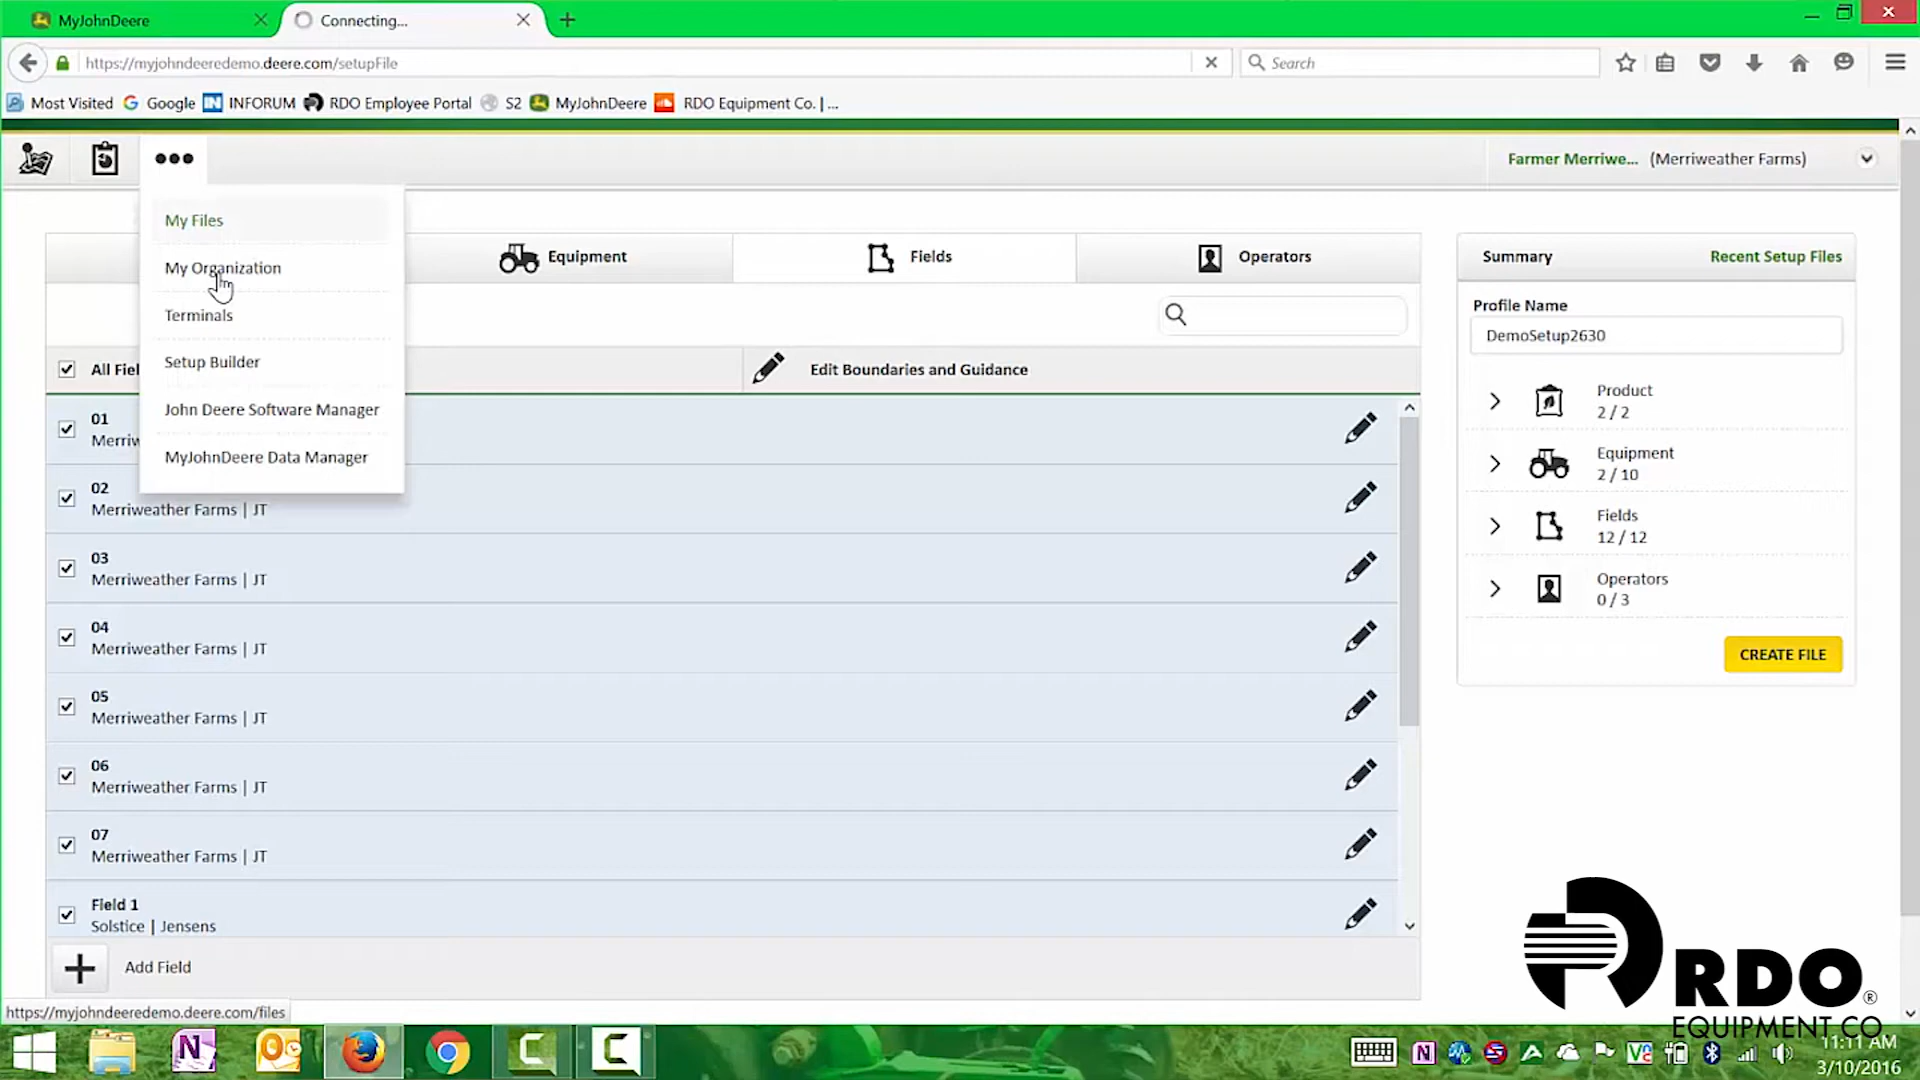 MyJohnDeere
Connecting...
https://myjohndeeredemo.deere.com/setupFile
Search
Most Visited
Google
INFORUM
RDO Employee Portal
S2
MyJohnDeere
RDO Equipment Co. | ...
Farmer Merriwe... (Merriweather Farms)
My Files
My Organization
Terminals
Setup Builder
John Deere Software Manager
MyJohnDeere Data Manager
Equipment
Fields
Operators
Edit Boundaries and Guidance
01
02
Merriweather Farms | JT
03
Merriweather Farms | JT
04
Merriweather Farms | JT
05
Merriweather Farms | JT
06
Merriweather Farms | JT
07
Merriweather Farms | JT
Field 1
Solstice | Jensens
Add Field
Summary
Recent Setup Files
Profile Name
DemoSetup2630
Product
2 / 2
Equipment
2 / 10
Fields
12 / 12
Operators
0 / 3
CREATE FILE
RDO®
EQUIPMENT CO.
https://myjohndeeredemo.deere.com/files
11:11 AM
3/10/2016